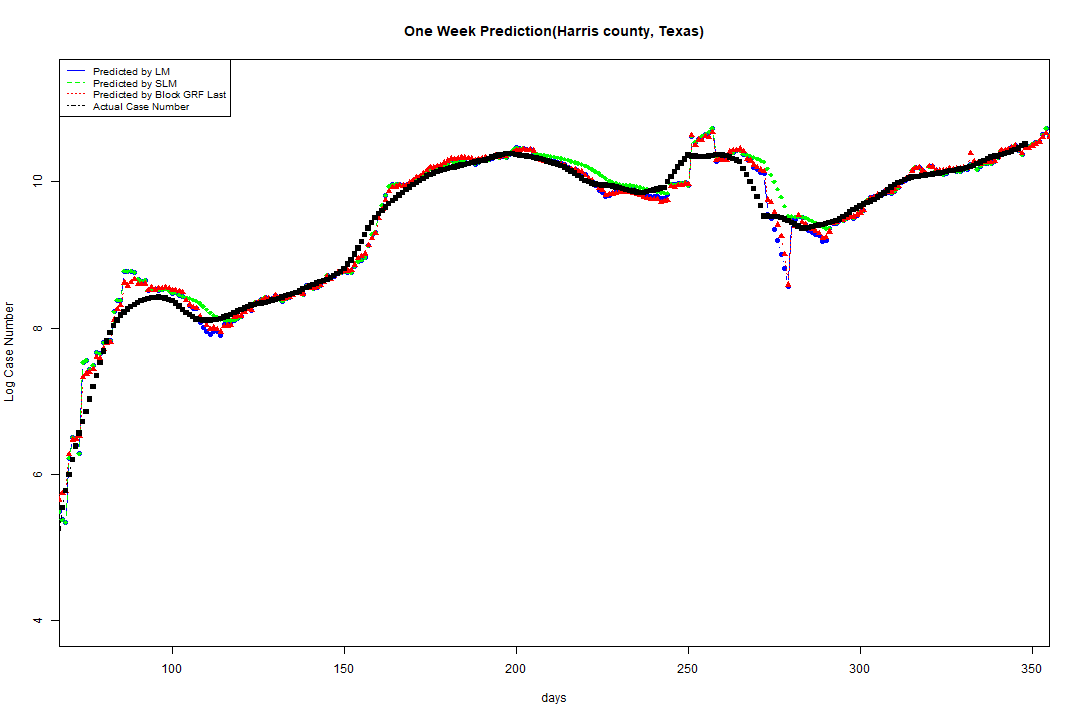 One Week Prediction(Harris county, Texas)
Predicted by LM
Predicted by SLM
Predicted by Block GRF Last
Actual Case Number
Log Case Number
10
8
6
4
100 150 200 250 300 350
days